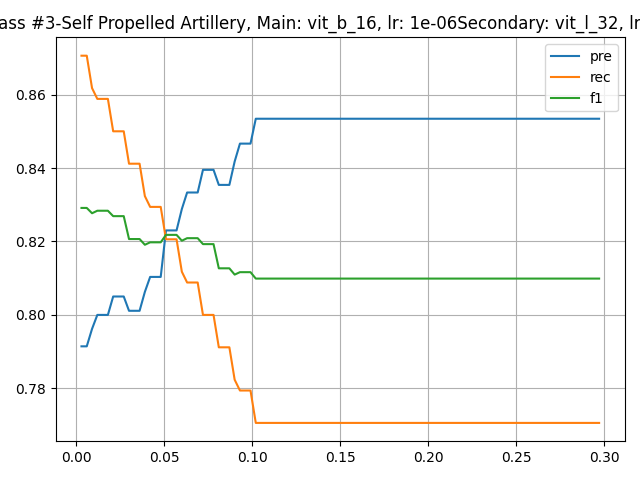 ass #3-Self Propelled Artillery, Main: vit_b_16, lr: 1e-06Secondary: vit_l_32, lr
pre
rec
f1
0.86
0.84
0.82
0.80
0.78
0.00 0.05 0.10 0.15 0.20 0.25 0.30